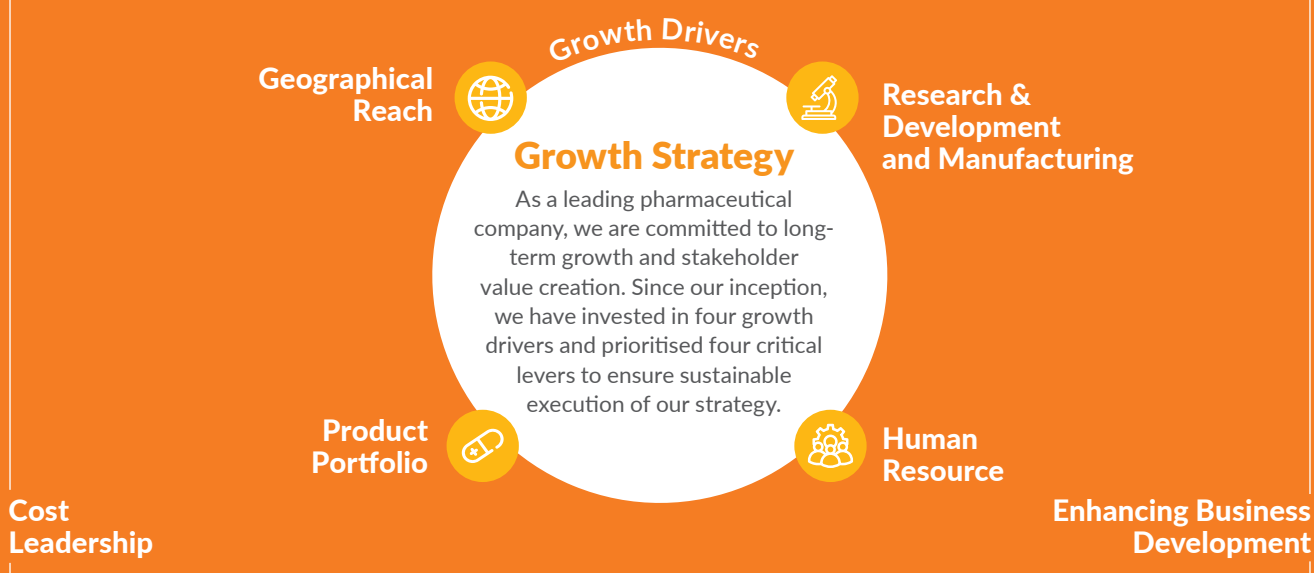 Growth Drivers
Geographical
Reach
Research &
Development
and Manufacturing
Growth Strategy
As a leading pharmaceutical
company, we are committed to long-
term growth and stakeholder
value creation. Since our inception,
we have invested in four growth
drivers and prioritised four critical
levers to ensure sustainable
execution of our strategy.
Product
Portfolio
Human
Resource
Cost
Leadership
Enhancing Business
Development